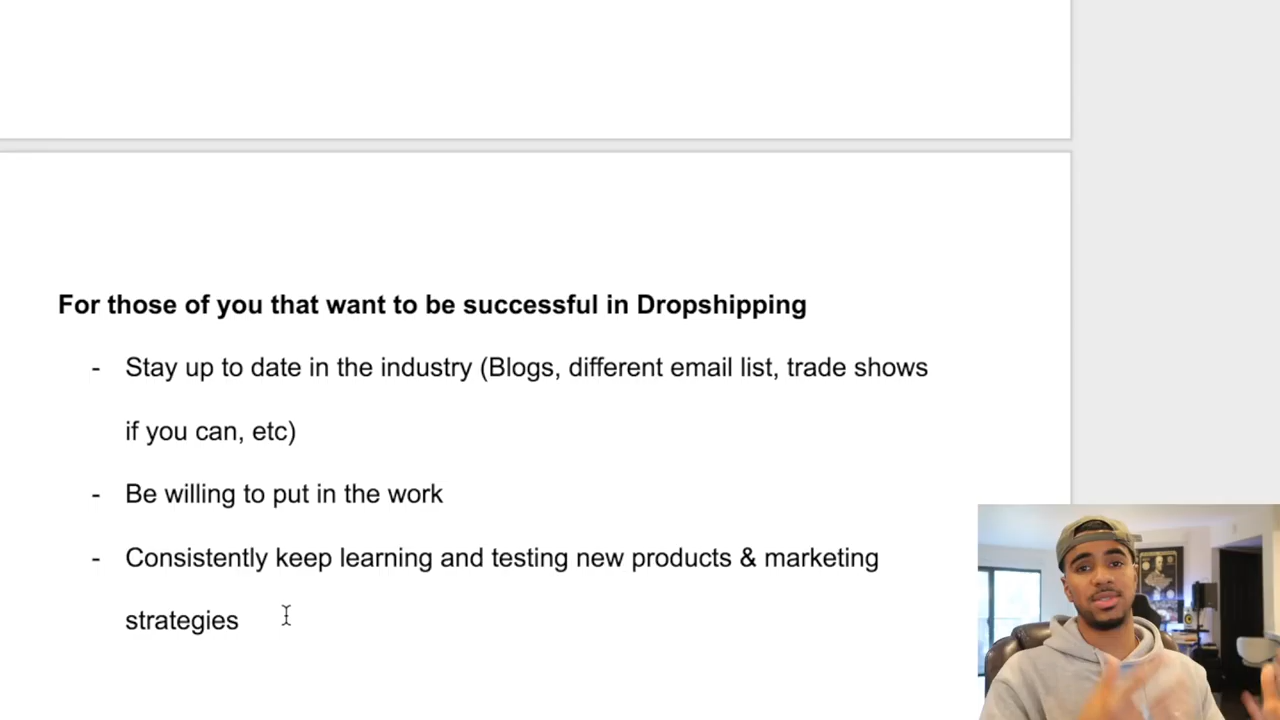 For those of you that want to be successful in Dropshipping
- Stay up to date in the industry (Blogs, different email list, trade shows
if you can, etc)
- Be willing to put in the work
- Consistently keep learning and testing new products & marketing
strategies